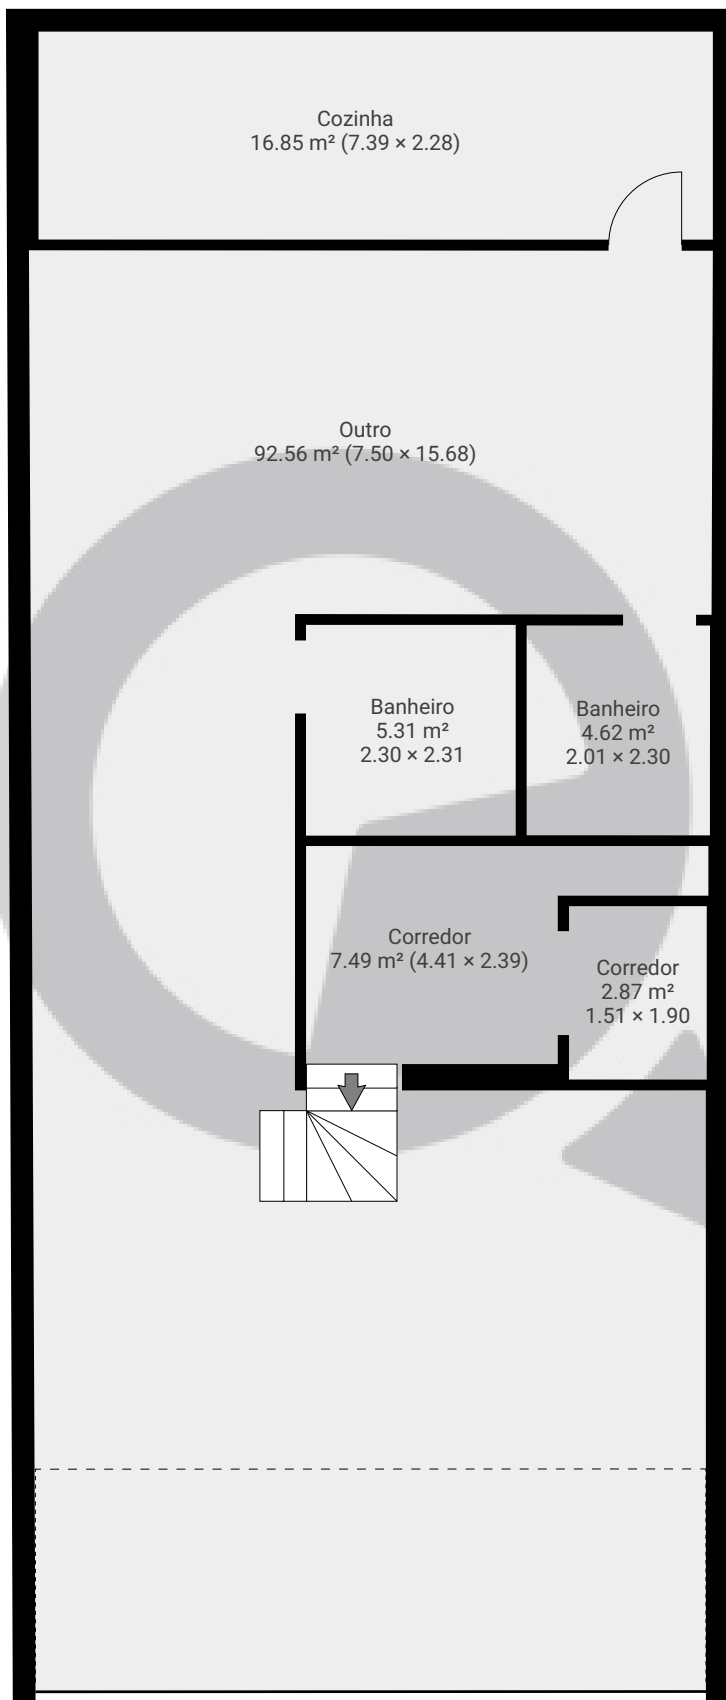 Cozinha
16.85 m² (7.39 × 2.28)
Outro
92.56 m² (7.50 × 15.68)
Banheiro
5.31 m²
2.30 × 2.31
Banheiro
4.62 m²
2.01 × 2.30
Corredor
7.49 m² (4.41 × 2.39)
Corredor
2.87 m²
1.51 × 1.90